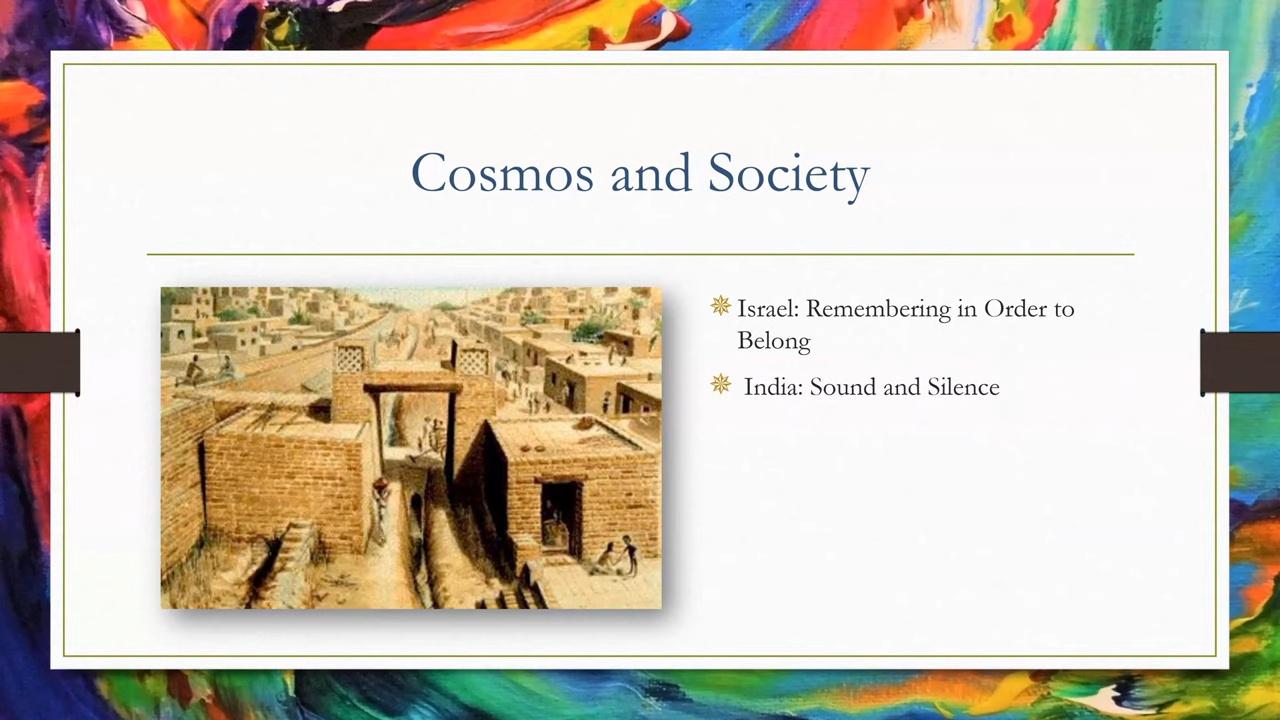 Cosmos and Society
Israel: Remembering in Order to
Belong
India: Sound and Silence